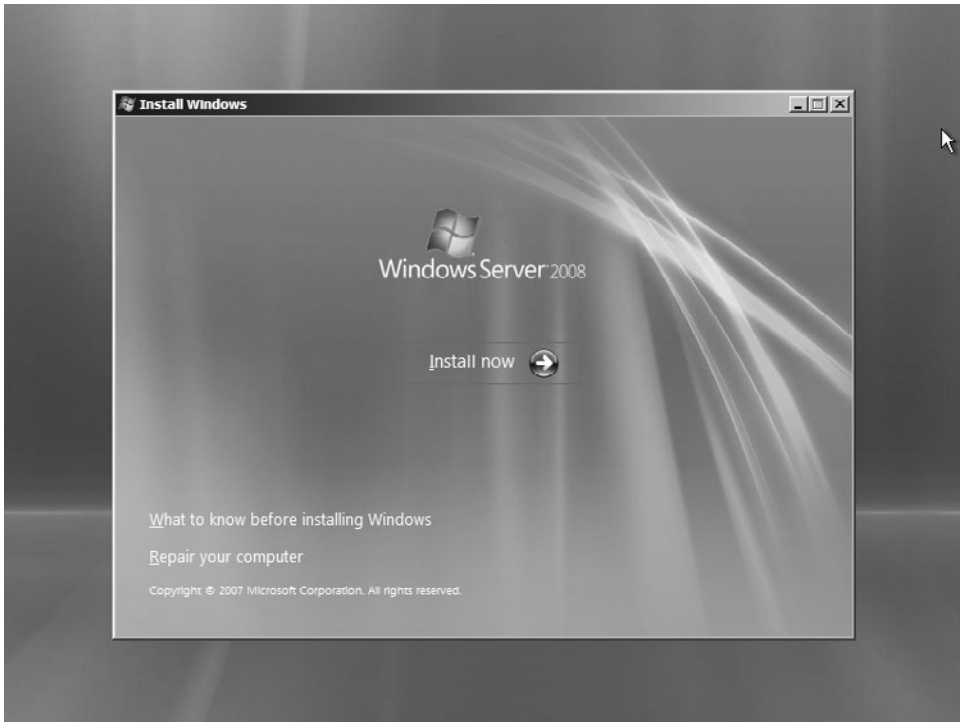 Install Windows
Windows Server 2008
Install now
What to know before installing Windows
Repair your computer
Copyright © 2007 Microsoft Corporation. All rights reserved.